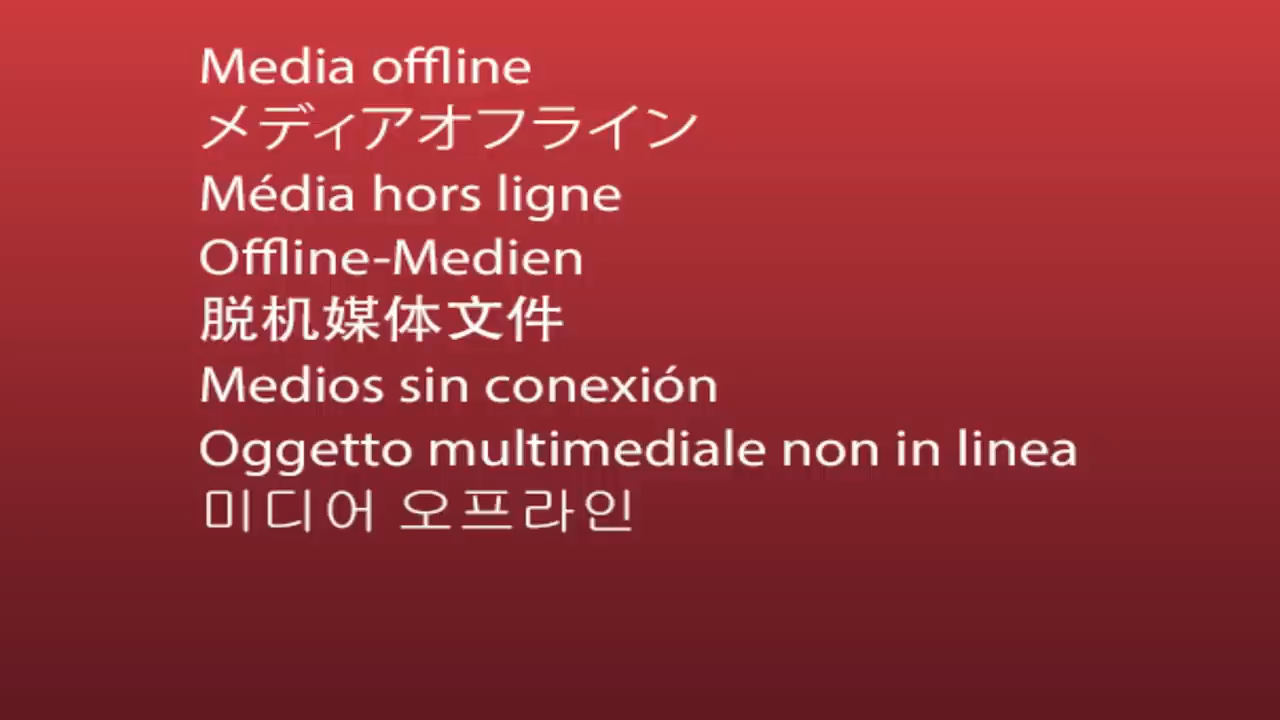 Media offline
メディアオフライン
Média hors ligne
Offline-Medien
脱机媒体文件
Medios sin conexión
Oggetto multimediale non in linea
미디어 오프라인